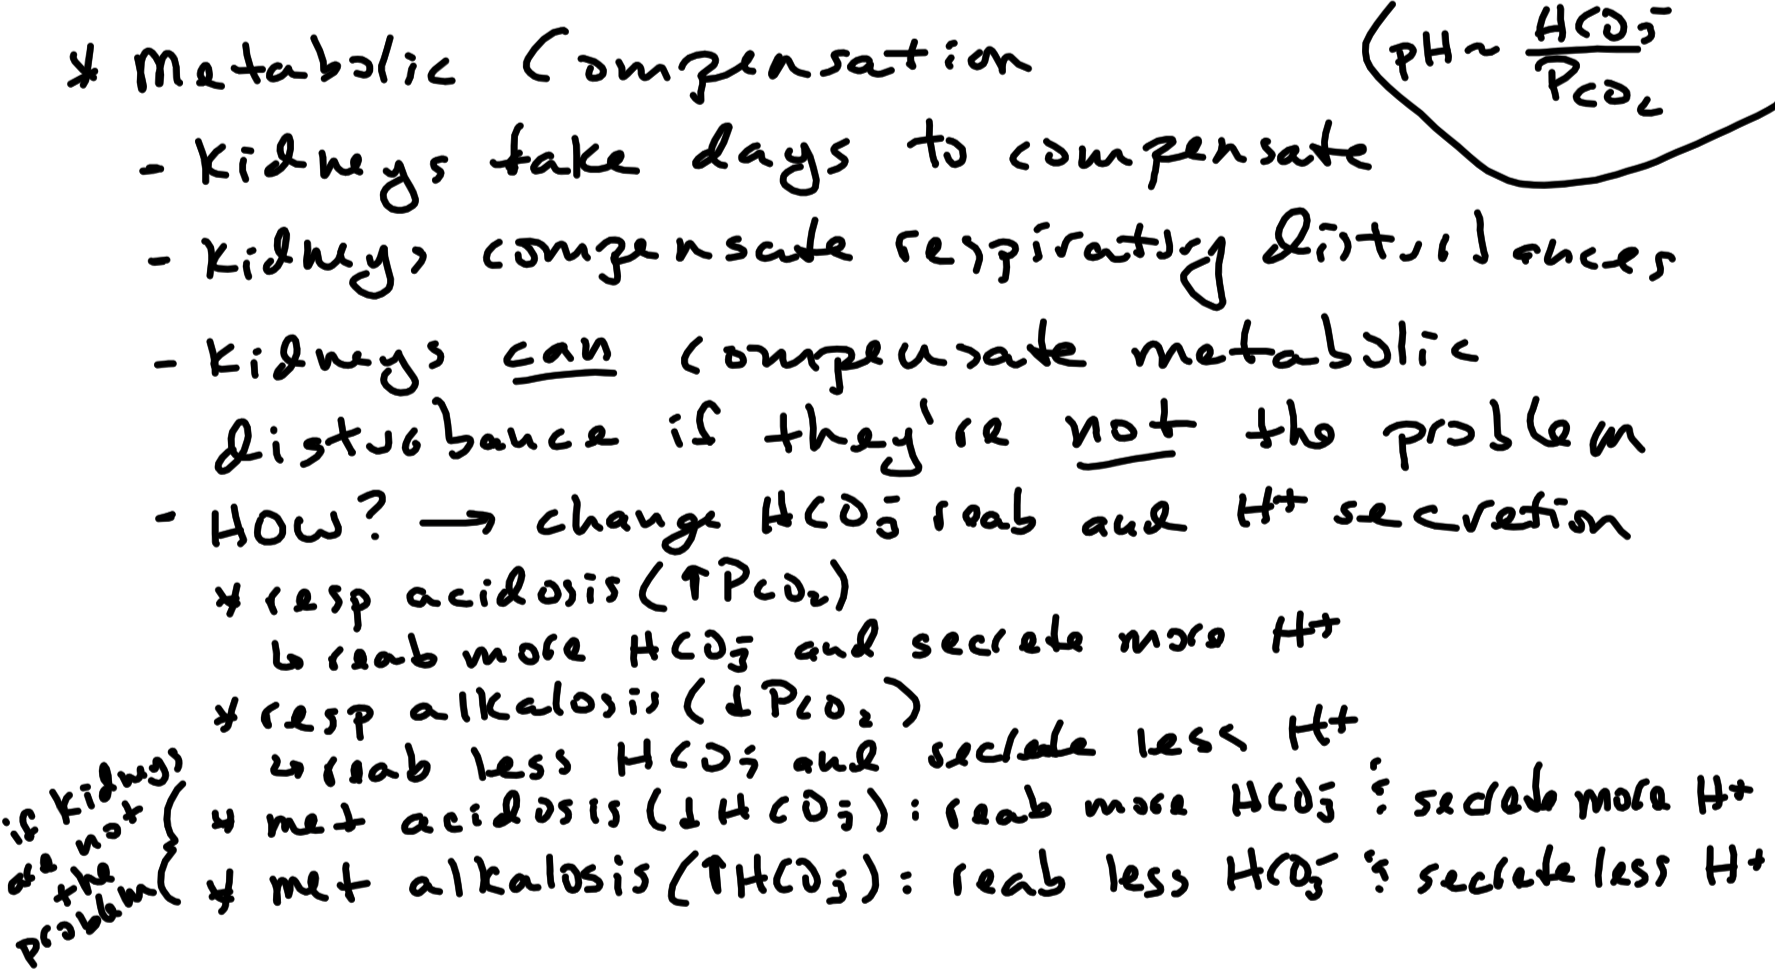 * Metabolic Compensation
(pH ~ HCO3⁻ / PCO2
- Kidneys take days to compensate
- Kidneys compensate respiratory disturbances
- Kidneys can compensate metabolic
disturbance if they're not the problem
- HOW? → change HCO3⁻ reab and H+ secretion
* resp acidosis (↑PCO2)
↳ reab more HCO3⁻ and secrete more H+
* resp alkalosis (↓PCO2)
↳ reab less HCO3⁻ and secrete less H+
* met acidosis (↓HCO3⁻): reab more HCO3⁻ & secrete more H+
* met alkalosis (↑HCO3⁻): reab less HCO3⁻ & secrete less H+
if kidneys
are not
the
problem